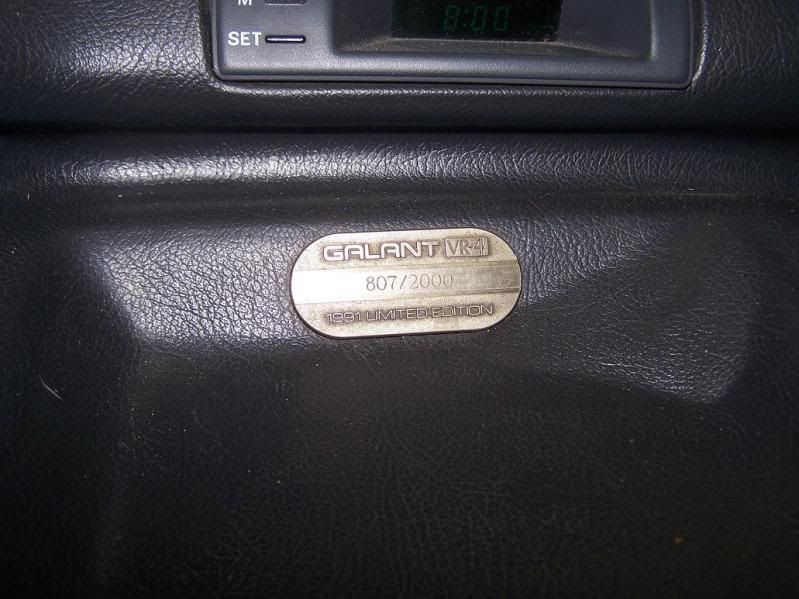 M
SET
8:00
GALANT VR-4
807/2000
1991 LIMITED EDITION